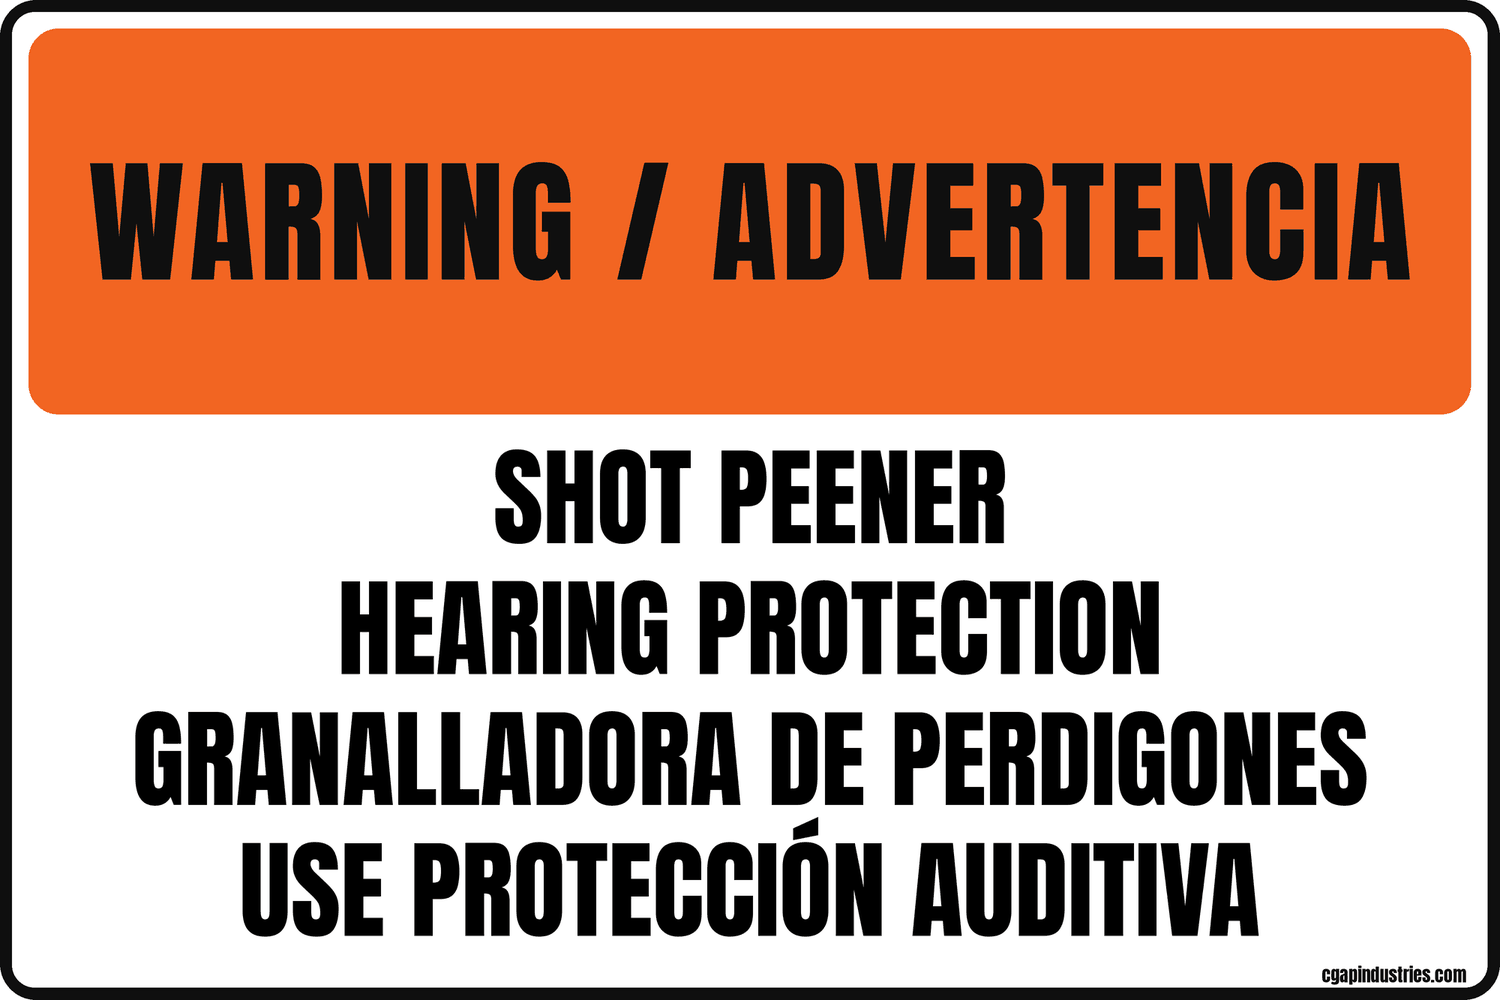 WARNING / ADVERTENCIA
SHOT PEENER
HEARING PROTECTION
GRANALLADORA DE PERDIGONES
USE PROTECCIÓN AUDITIVA
cgapindustries.com